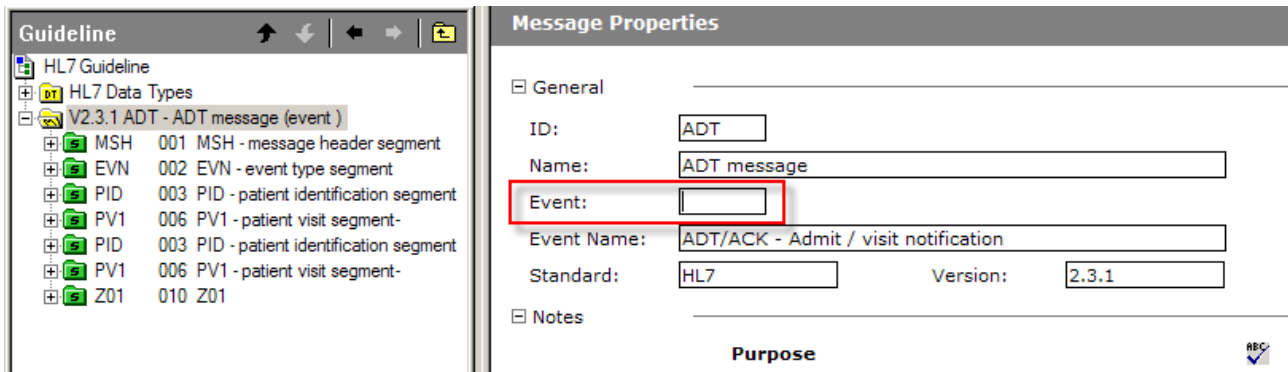 Guideline
HL7 Guideline
DT HL7 Data Types
V2.3.1 ADT - ADT message (event )
S MSH 001 MSH - message header segment
S EVN 002 EVN - event type segment
S PID 003 PID - patient identification segment
S PV1 006 PV1 - patient visit segment-
S PID 003 PID - patient identification segment
S PV1 006 PV1 - patient visit segment-
S Z01 010 Z01
Message Properties
General
ID: ADT
Name: ADT message
Event:
Event Name: ADT/ACK - Admit / visit notification
Standard: HL7 Version: 2.3.1
Notes
Purpose
ABC